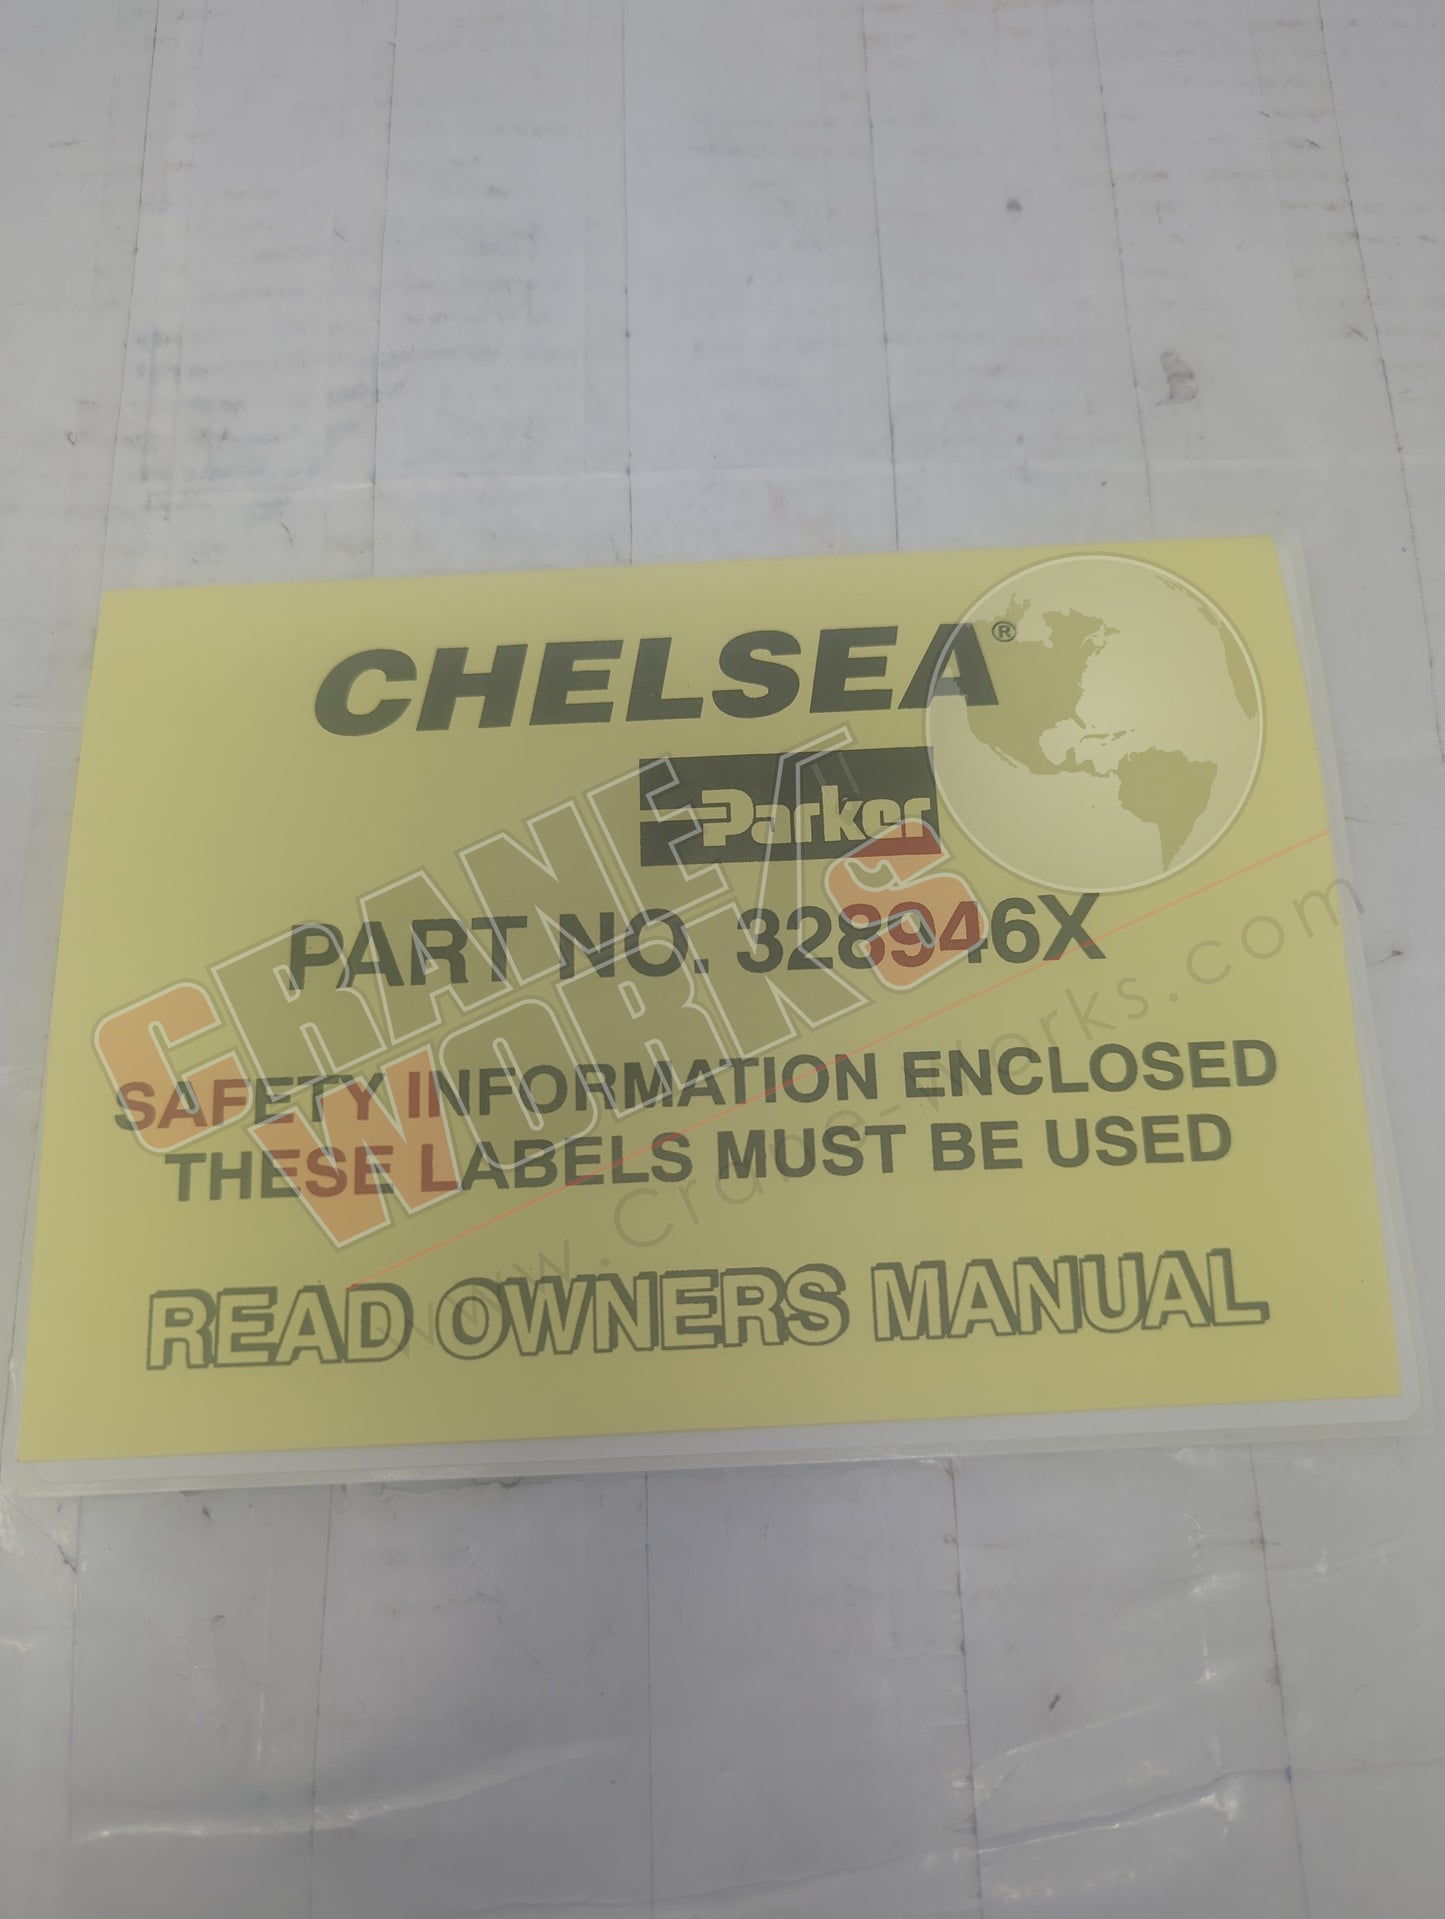 CHELSEA®
Parker
PART NO. 328946X
SAFETY INFORMATION ENCLOSED
THESE LABELS MUST BE USED
READ OWNERS MANUAL
CRANE
WORKS
www.crane-works.com